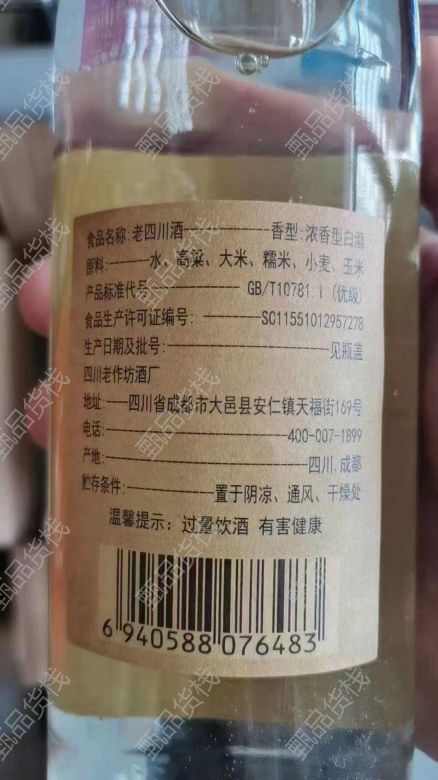 食品名称:老四川酒----------香型:浓香型白酒
原料:-----水、高粱、大米、糯米、小麦、玉米
产品标准代号------------GB/T10781.1(优级)
食品生产许可证编号:--------SC11551012957278
生产日期及批号:--------------------见瓶盖
四川老作坊酒厂
地址:---四川省成都市大邑县安仁镇天福街169号
电话:----------------------400-007-1899
产地:-------------------------四川.成都
贮存条件:------------置于阴凉、通风、干燥处
温馨提示:过量饮酒 有害健康
6 940588 076483
甄品货栈